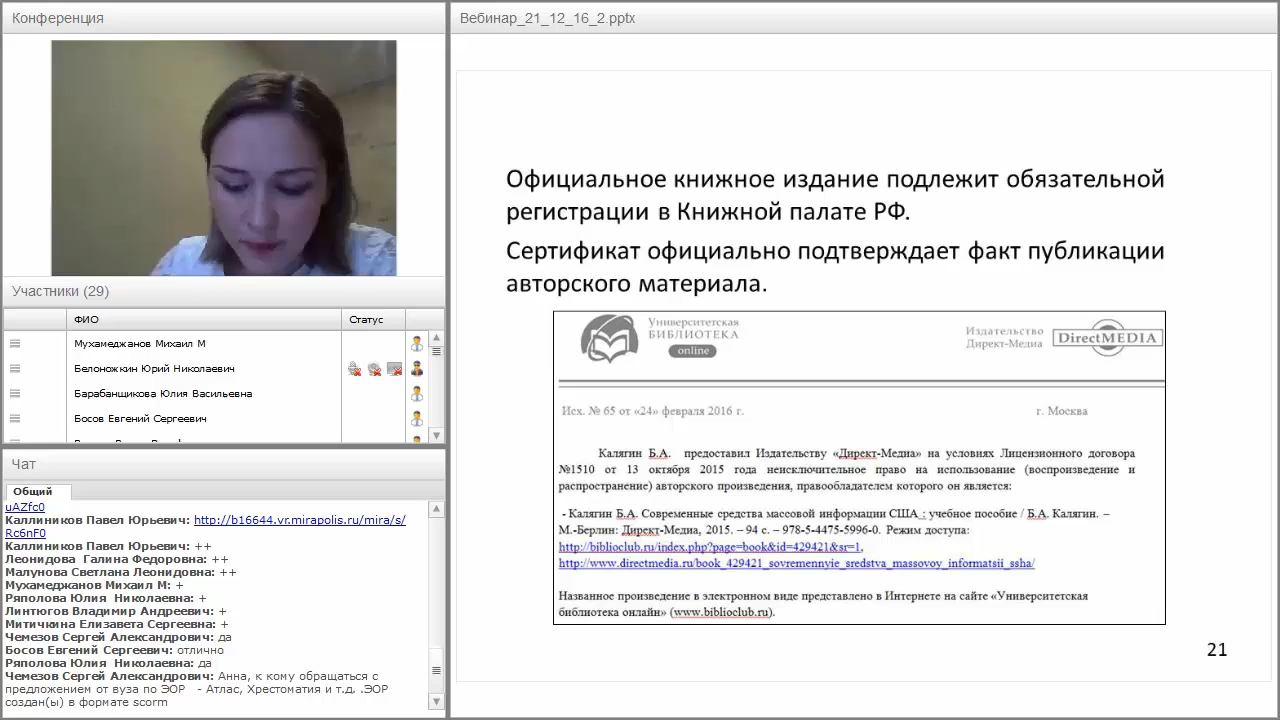 Конференция
Участники (29)
ФИО
Статус
Мухамеджанов Михаил М
Белоножкин Юрий Николаевич
Барабанщикова Юлия Васильевна
Босов Евгений Сергеевич
Чат
Общий
uAZfc0
Каллиников Павел Юрьевич: http://b16644.vr.mirapolis.ru/mira/s/
Rc6nF0
Каллиников Павел Юрьевич: ++
Леонидова Галина Федоровна: ++
Малунова Светлана Леонидовна: ++
Мухамеджанов Михаил М: +
Ряполова Юлия Николаевна: +
Линтюгов Владимир Андреевич: +
Митичкина Елизавета Сергеевна: +
Чемезов Сергей Александрович: да
Босов Евгений Сергеевич: отлично
Ряполова Юлия Николаевна: да
Чемезов Сергей Александрович: Анна, к кому обращаться с
предложением от вуза по ЭОР - Атлас, Хрестоматия и т.д. .ЭОР
создан(ы) в формате scorm
Вебинар_21_12_16_2.pptx
Официальное книжное издание подлежит обязательной
регистрации в Книжной палате РФ.
Сертификат официально подтверждает факт публикации
авторского материала.
Университетская
БИБЛИОТЕКА
online
Издательство
Директ-Медиа
DirectMEDIA
Исх. № 65 от «24» февраля 2016 г.
г. Москва
Калягин Б.А. предоставил Издательству «Директ-Медиа» на условиях Лицензионного договора
№1510 от 13 октября 2015 года неисключительное право на использование (воспроизведение и
распространение) авторского произведения, правообладателем которого он является:
- Калягин Б.А. Современные средства массовой информации США : учебное пособие / Б.А. Калягин. –
М.-Берлин: Директ-Медиа, 2015. – 94 с. – 978-5-4475-5996-0. Режим доступа:
http://biblioclub.ru/index.php?page=book&id=429421&sr=1,
http://www.directmedia.ru/book_429421_sovremennyie_sredstva_massovoy_informatsii_ssha/
Названное произведение в электронном виде представлено в Интернете на сайте «Университетская
библиотека онлайн» (www.biblioclub.ru).
21